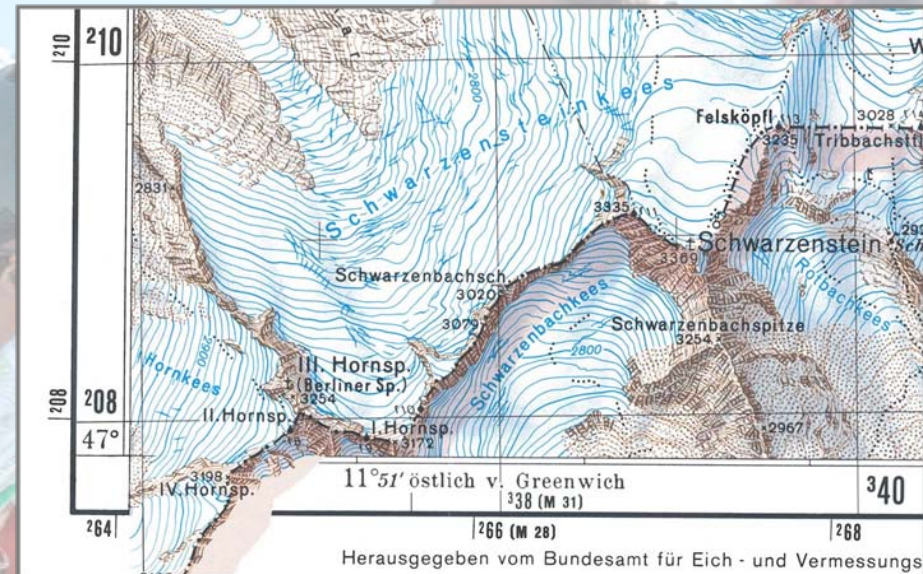 210
210
W
2800
Schwarzensteinkees
Felsköpfl
3028
3235
Tribbachstt
2831
3335
Schwarzenstein
3369
Schwarzenbachsch.
3020
Rotbachkees
3079
Schwarzenbachkees
Schwarzenbachspitze
3254
2800
2800
Hornkees
III. Hornsp.
(Berliner Sp.)
3254
208
208
II.Hornsp.
I.Hornsp.
3172
2967
47°
3198
IV.Hornsp.
11°51' östlich v. Greenwich
338 (M 31)
340
264
266 (M 28)
268
Herausgegeben vom Bundesamt für Eich - und Vermessungs